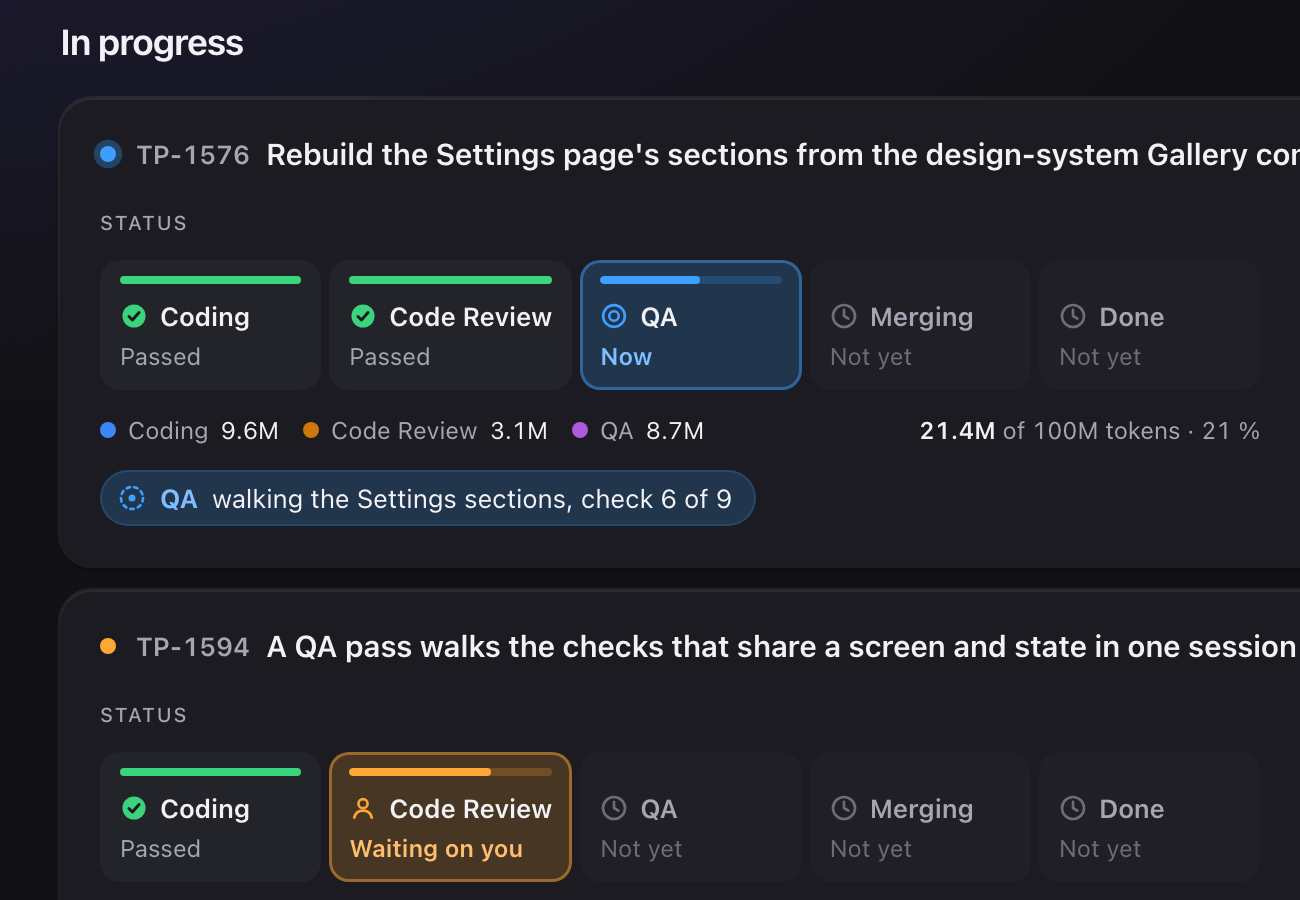 In progress
TP-1576 Rebuild the Settings page's sections from the design-system Gallery
STATUS
Coding Code Review QA Merging Done
Passed Passed Now Not yet Not yet
Coding 9.6M Code Review 3.1M QA 8.7M 21.4M of 100M tokens · 21 %
QA walking the Settings sections, check 6 of 9
TP-1594 A QA pass walks the checks that share a screen and state in one session
STATUS
Coding Code Review QA Merging Done
Passed Waiting on you Not yet Not yet Not yet